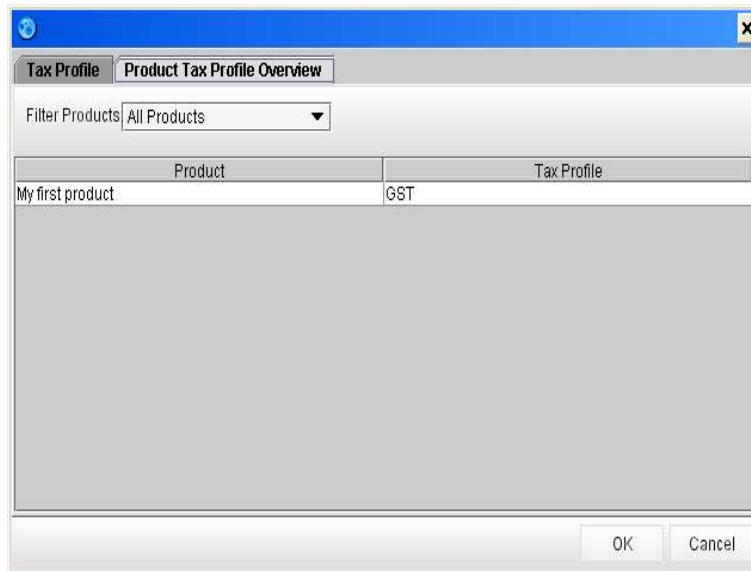 Tax Profile Product Tax Profile Overview
Filter Products All Products
Product Tax Profile
My first product GST
OK Cancel